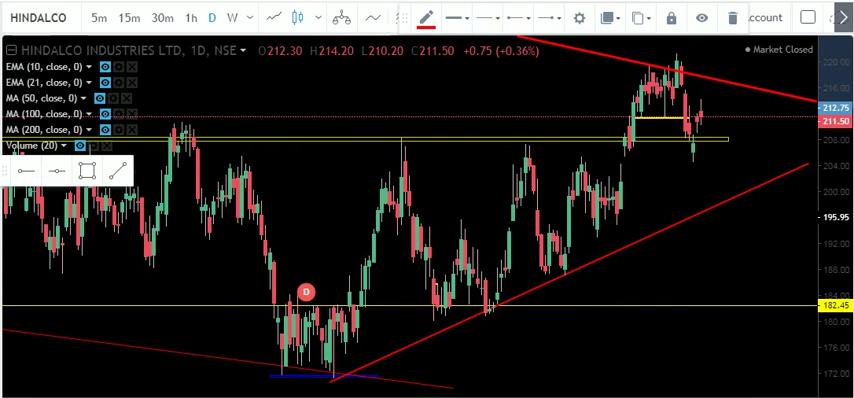 HINDALCO 5m 15m 30m 1h D W Account
HINDALCO INDUSTRIES LTD, 1D, NSE O212.30 H214.20 L210.20 C211.50 +0.75 (+0.36%) Market Closed
EMA (10, close, 0)
EMA (21, close, 0)
MA (50, close, 0)
MA (100, close, 0)
MA (200, close, 0)
Volume (20)
D
220.00
216.00
212.75
211.50
208.00
204.00
200.00
195.95
192.00
188.00
182.45
180.00
176.00
172.00